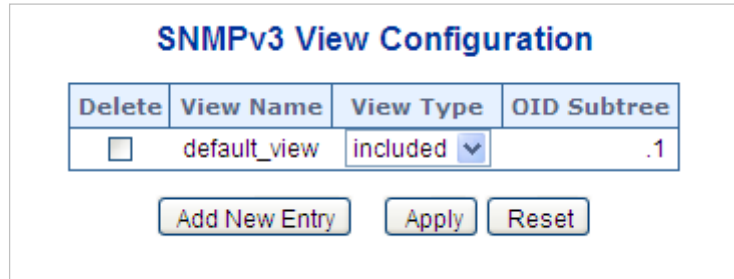 SNMPv3 View Configuration
Delete View Name View Type OID Subtree
default_view included .1
Add New Entry Apply Reset